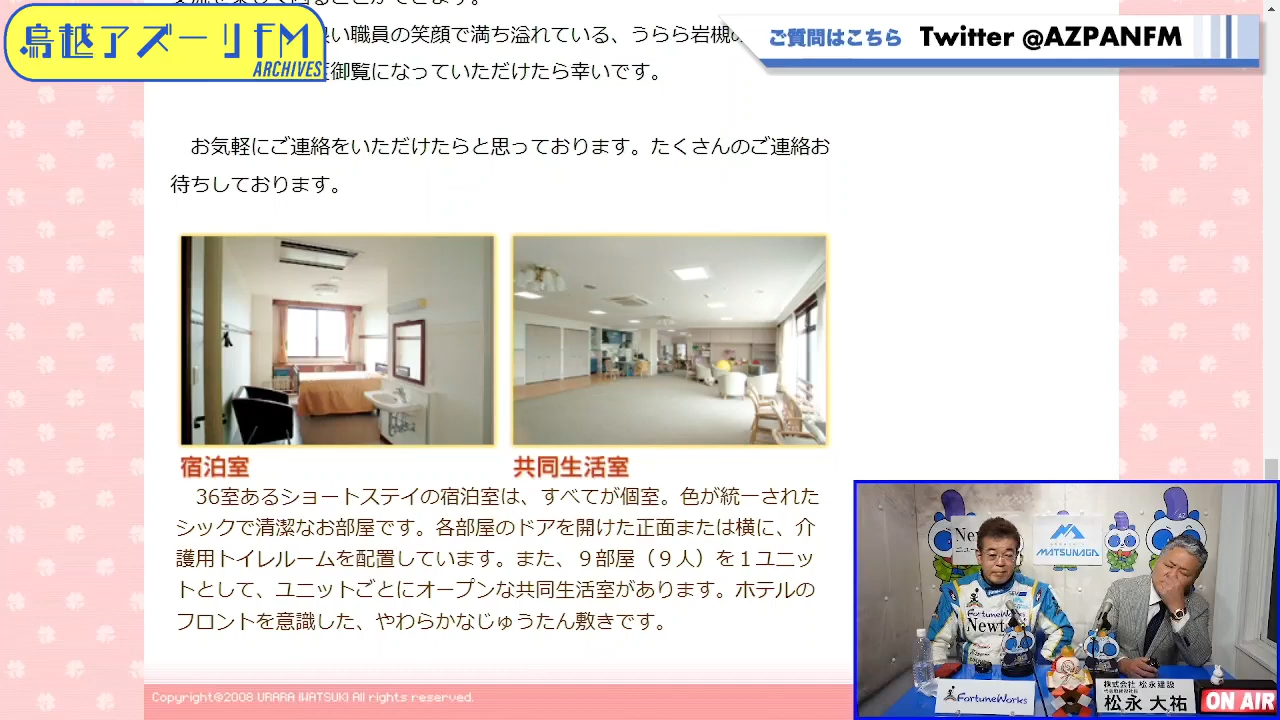 鳥越アズーリFM
ARCHIVES
い職員の笑顔で満ち溢れている、うらら岩槻の
ご質問はこちら Twitter @AZPANFM
御覧になっていただけたら幸いです。
お気軽にご連絡をいただけたらと思っております。たくさんのご連絡お
待ちしております。
宿泊室
共同生活室
36室あるショートステイの宿泊室は、すべてが個室。色が統一された
シックで清潔なお部屋です。各部屋のドアを開けた正面または横に、介
護用トイレルームを配置しています。また、９部屋（９人）を１ユニッ
トとして、ユニットごとにオープンな共同生活室があります。ホテルの
フロントを意識した、やわらかなじゅうたん敷きです。
Copyright©2008 URARA IWATSUKI All rights reserved.
MATSUNAGA
FortuneWorks
Newt
FortuneWorks
株式会社 松永建設
松永 大祐
ON AIR